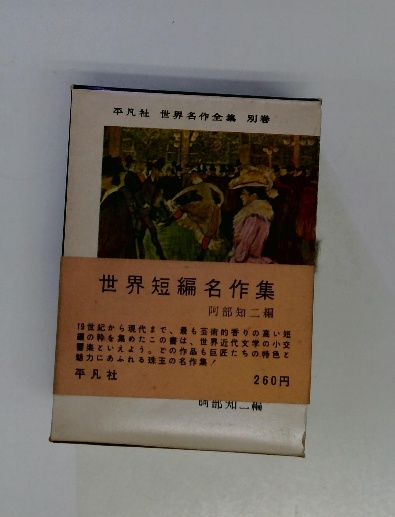 平凡社 世界名作全集 別巻
世界短編名作集
阿部知二編
19世紀から現代まで、最も芸術的香りの高い短
編の粋を集めたこの書は、世界近代文学の小交
響楽といえよう。どの作品も巨匠たちの特色と
魅力にあふれる珠玉の名作集！
平凡社
260円
阿部知二編